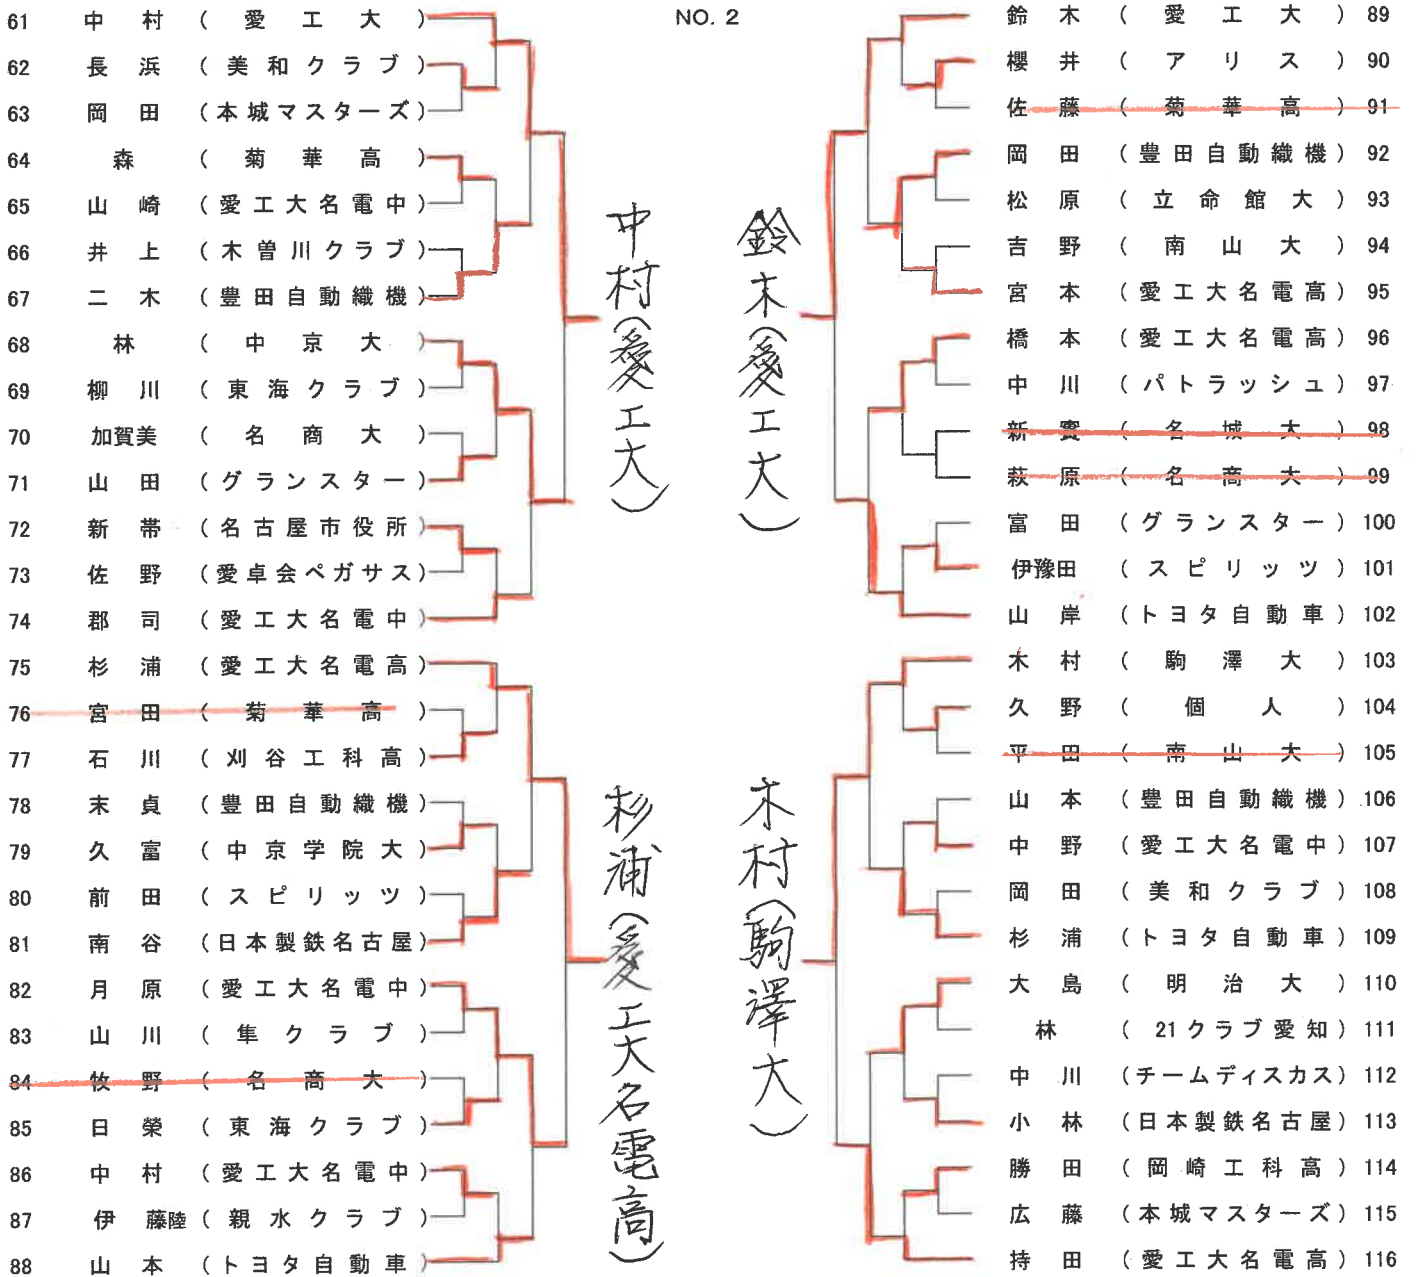 NO. 2
61 中村 (愛工大)
62 長浜 (美和クラブ)
63 岡田 (本城マスターズ)
64 森 (菊華高)
65 山崎 (愛工大名電中)
66 井上 (木曽川クラブ)
67 二木 (豊田自動織機)
68 林 (中京大)
69 柳川 (東海クラブ)
70 加賀美 (名商大)
71 山田 (グランスター)
72 新帯 (名古屋市役所)
73 佐野 (愛卓会ペガサス)
74 郡司 (愛工大名電中)
75 杉浦 (愛工大名電高)
76 宮田 (菊華高)
77 石川 (刈谷工科高)
78 末貞 (豊田自動織機)
79 久富 (中京学院大)
80 前田 (スピリッツ)
81 南谷 (日本製鉄名古屋)
82 月原 (愛工大名電中)
83 山川 (隼クラブ)
84 牧野 (名商大)
85 日榮 (東海クラブ)
86 中村 (愛工大名電中)
87 伊藤陸 (親水クラブ)
88 山本 (トヨタ自動車)
中村(愛工大)
杉浦(愛工大名電高)
鈴木(愛工大)
木村(駒澤大)
鈴木 (愛工大) 89
櫻井 (アリス) 90
佐藤 (菊華高) 91
岡田 (豊田自動織機) 92
松原 (立命館大) 93
吉野 (南山大) 94
宮本 (愛工大名電高) 95
橋本 (愛工大名電高) 96
中川 (パトラッシュ) 97
新實 (名城大) 98
萩原 (名商大) 99
富田 (グランスター) 100
伊豫田 (スピリッツ) 101
山岸 (トヨタ自動車) 102
木村 (駒澤大) 103
久野 (個人) 104
平田 (南山大) 105
山本 (豊田自動織機) 106
中野 (愛工大名電中) 107
岡田 (美和クラブ) 108
杉浦 (トヨタ自動車) 109
大島 (明治大) 110
林 (21クラブ愛知) 111
中川 (チームディスカス) 112
小林 (日本製鉄名古屋) 113
勝田 (岡崎工科高) 114
広藤 (本城マスターズ) 115
持田 (愛工大名電高) 116